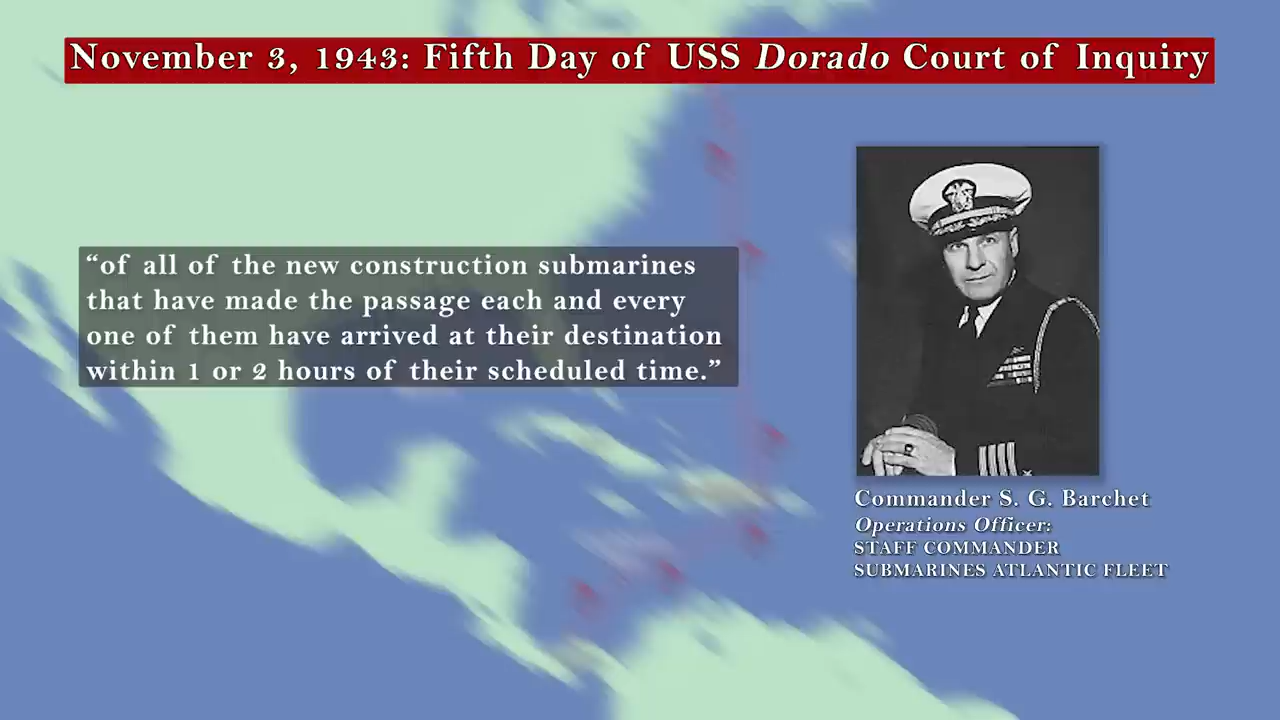 November 3, 1943: Fifth Day of USS Dorado Court of Inquiry
“of all of the new construction submarines
that have made the passage each and every
one of them have arrived at their destination
within 1 or 2 hours of their scheduled time.”
Commander S. G. Barchet
Operations Officer:
STAFF COMMANDER
SUBMARINES ATLANTIC FLEET